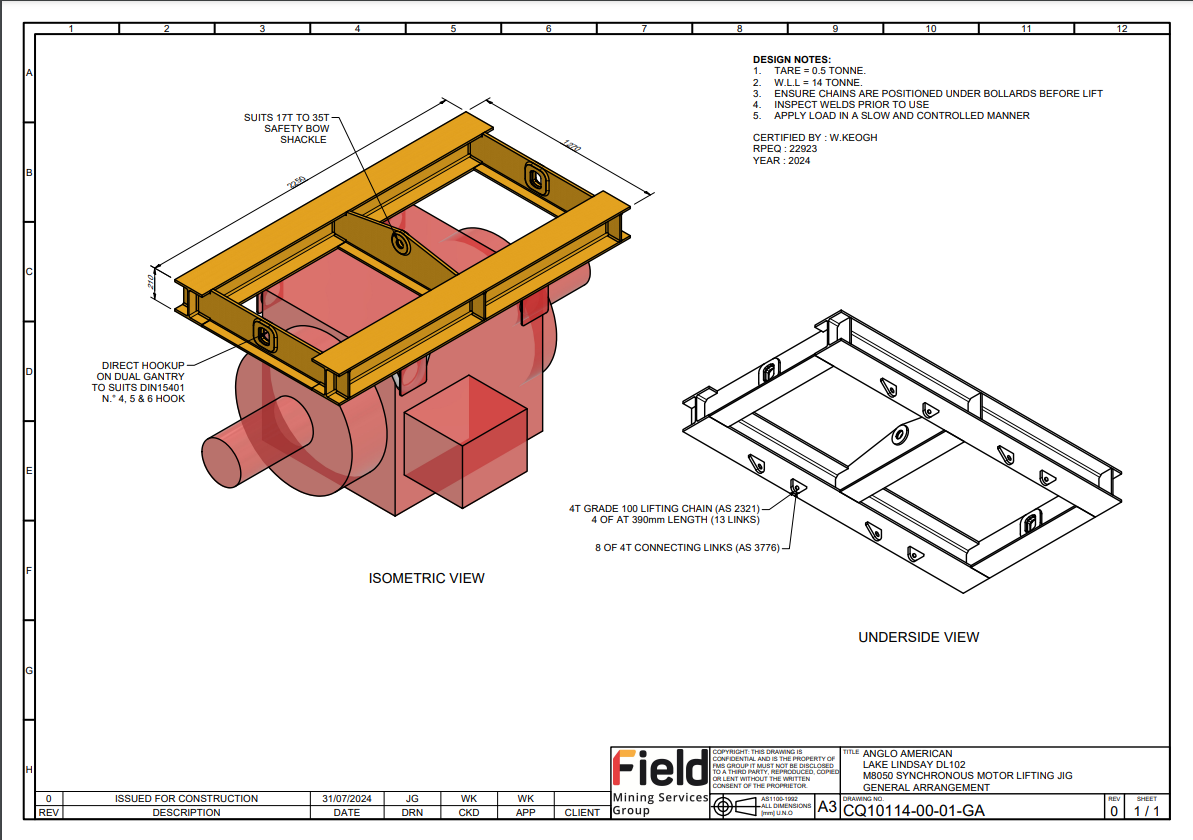 1 2 3 4 5 6 7 8 9 10 11 12
A
B
C
D
E
F
G
H
DESIGN NOTES:
1. TARE = 0.5 TONNE.
2. W.L.L = 14 TONNE.
3. ENSURE CHAINS ARE POSITIONED UNDER BOLLARDS BEFORE LIFT
4. INSPECT WELDS PRIOR TO USE
5. APPLY LOAD IN A SLOW AND CONTROLLED MANNER
CERTIFIED BY : W.KEOGH
RPEQ : 22923
YEAR : 2024
SUITS 17T TO 35T
SAFETY BOW
SHACKLE
210
DIRECT HOOKUP
ON DUAL GANTRY
TO SUITS DIN15401
N.° 4, 5 & 6 HOOK
ISOMETRIC VIEW
4T GRADE 100 LIFTING CHAIN (AS 2321)
4 OF AT 390mm LENGTH (13 LINKS)
8 OF 4T CONNECTING LINKS (AS 3776)
UNDERSIDE VIEW
0 ISSUED FOR CONSTRUCTION 31/07/2024 JG WK WK
REV DESCRIPTION DATE DRN CKD APP CLIENT
Field
Mining Services
Group
COPYRIGHT: THIS DRAWING IS
CONFIDENTIAL AND IS THE PROPERTY OF
FMS GROUP IT MUST NOT BE DISCLOSED
TO A THIRD PARTY, REPRODUCED, COPIED
OR LENT WITHOUT THE WRITTEN
CONSENT OF THE PROPRIETOR.
AS1100-1992
ALL DIMENSIONS
[mm] U.N.O
A3
TITLE ANGLO AMERICAN
LAKE LINDSAY DL102
M8050 SYNCHRONOUS MOTOR LIFTING JIG
GENERAL ARRANGEMENT
DRAWING NO.
CQ10114-00-01-GA
REV
0
SHEET
1 / 1